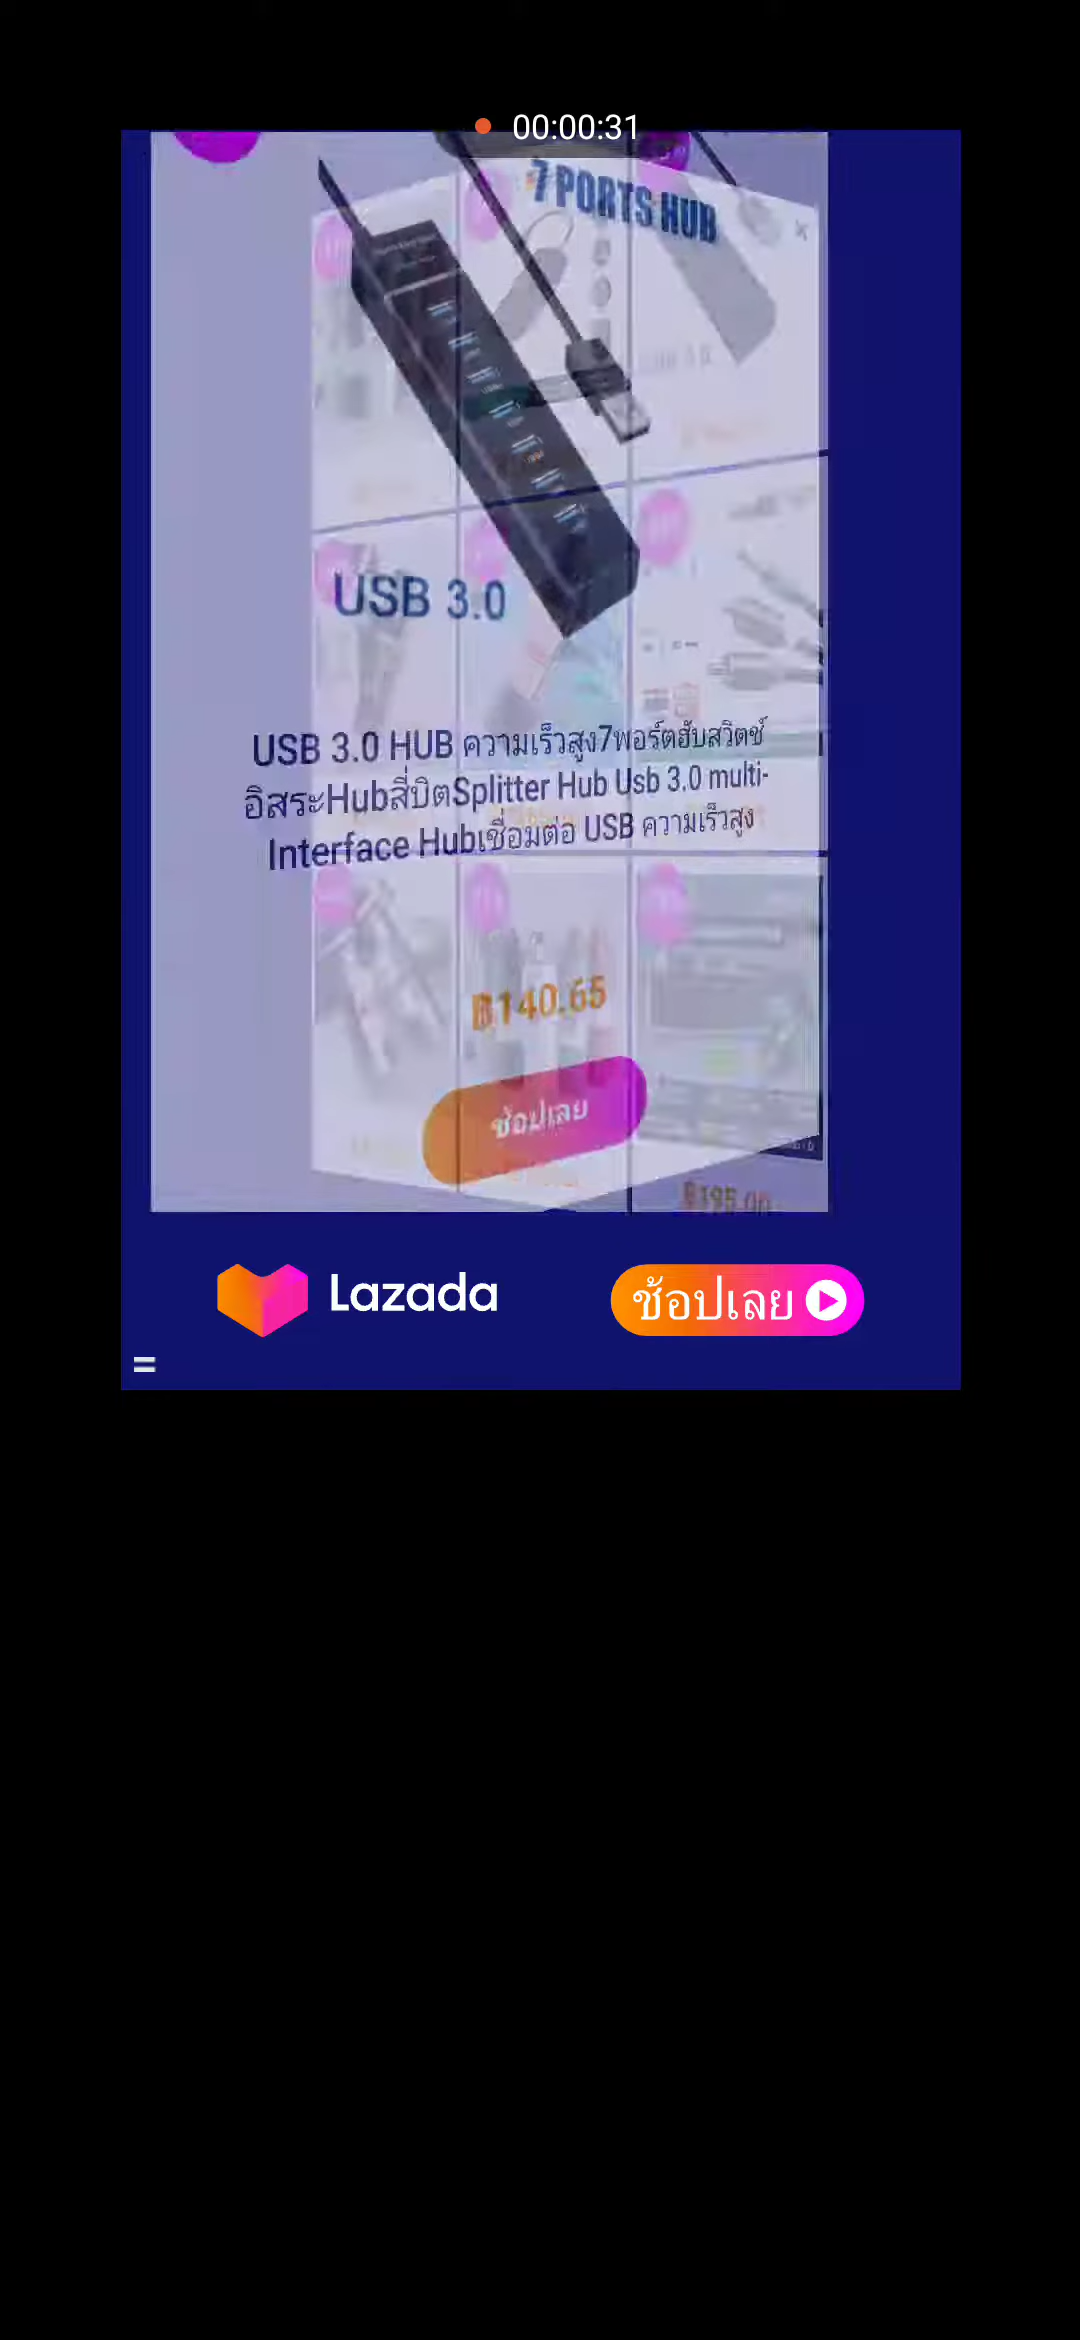 00:00:31
7 PORTS HUB
USB 3.0
USB 3.0 HUB ความเร็วสูง7พอร์ตฮับสวิตช์
อิสระHubสี่บิตSplitter Hub Usb 3.0 multi-
Interface Hubเชื่อมต่อ USB ความเร็วสูง
฿140.65
ช้อปเลย
฿195.00
Lazada
ช้อปเลย